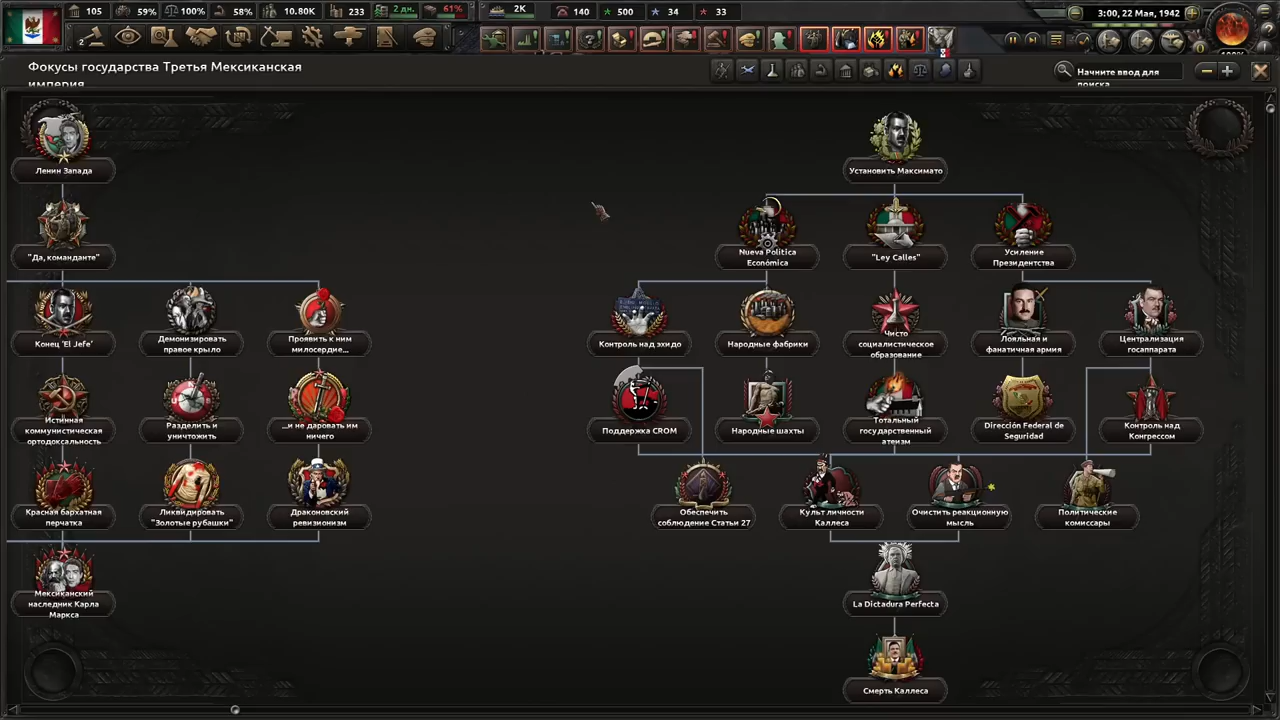 105 59% 100% 58% 10.80K 233 2 дн. 61% 2K 140 500 34 33 3:00, 22 Мая, 1942
2
0
100%
Фокусы государства Третья Мексиканская
империя
Начните ввод для
поиска
Ленин Запада
Установить Максимато
"Да, команданте"
Nueva Política
Económica
"Ley Calles"
Усиление
Президентства
Конец 'El Jefe'
Демонизировать
правое крыло
Проявить к ним
милосердие...
Контроль над эхидо
Народные фабрики
Чисто
социалистическое
образование
Лояльная и
фанатичная армия
Централизация
госаппарата
Истинная
коммунистическая
ортодоксальность
Разделить и
уничтожить
...и не даровать им
ничего
Поддержка CROM
Народные шахты
Тотальный
государственный
атеизм
Dirección Federal de
Seguridad
Контроль над
Конгрессом
Красная бархатная
перчатка
Ликвидировать
"Золотые рубашки"
Драконовский
ревизионизм
Обеспечить
соблюдение Статьи 27
Культ личности
Каллеса
Очистить реакционную
мысль
Политические
комиссары
Мексиканский
наследник Карла
Маркса
La Dictadura Perfecta
Смерть Каллеса